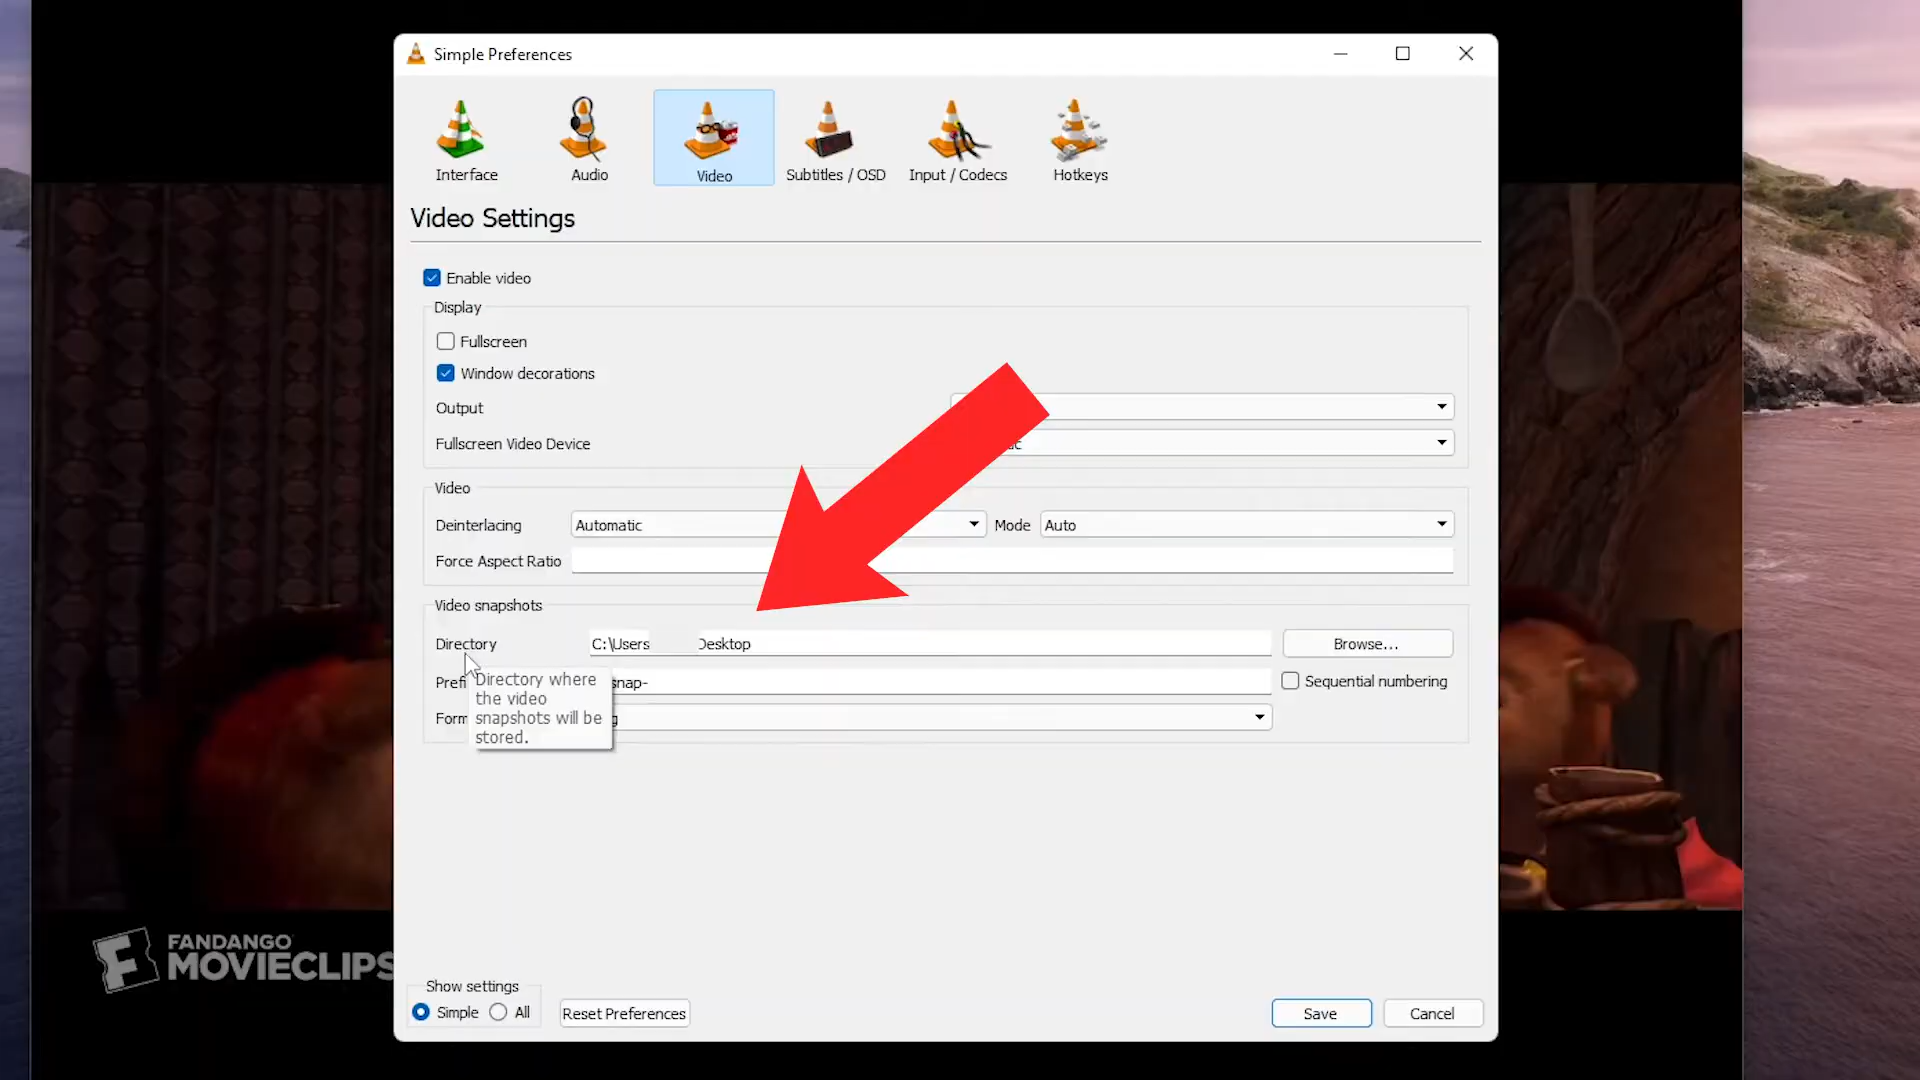 Simple Preferences
Interface
Audio
Video
Subtitles / OSD
Input / Codecs
Hotkeys
Video Settings
Enable video
Display
Fullscreen
Window decorations
Output
Fullscreen Video Device
Video
Deinterlacing
Automatic
Mode
Auto
Force Aspect Ratio
Video snapshots
Directory
C:\Users
Desktop
Browse...
Directory where
the video
snapshots will be
stored.
snap-
Sequential numbering
FANDANGO
MOVIECLIPS
Show settings
Simple
All
Reset Preferences
Save
Cancel